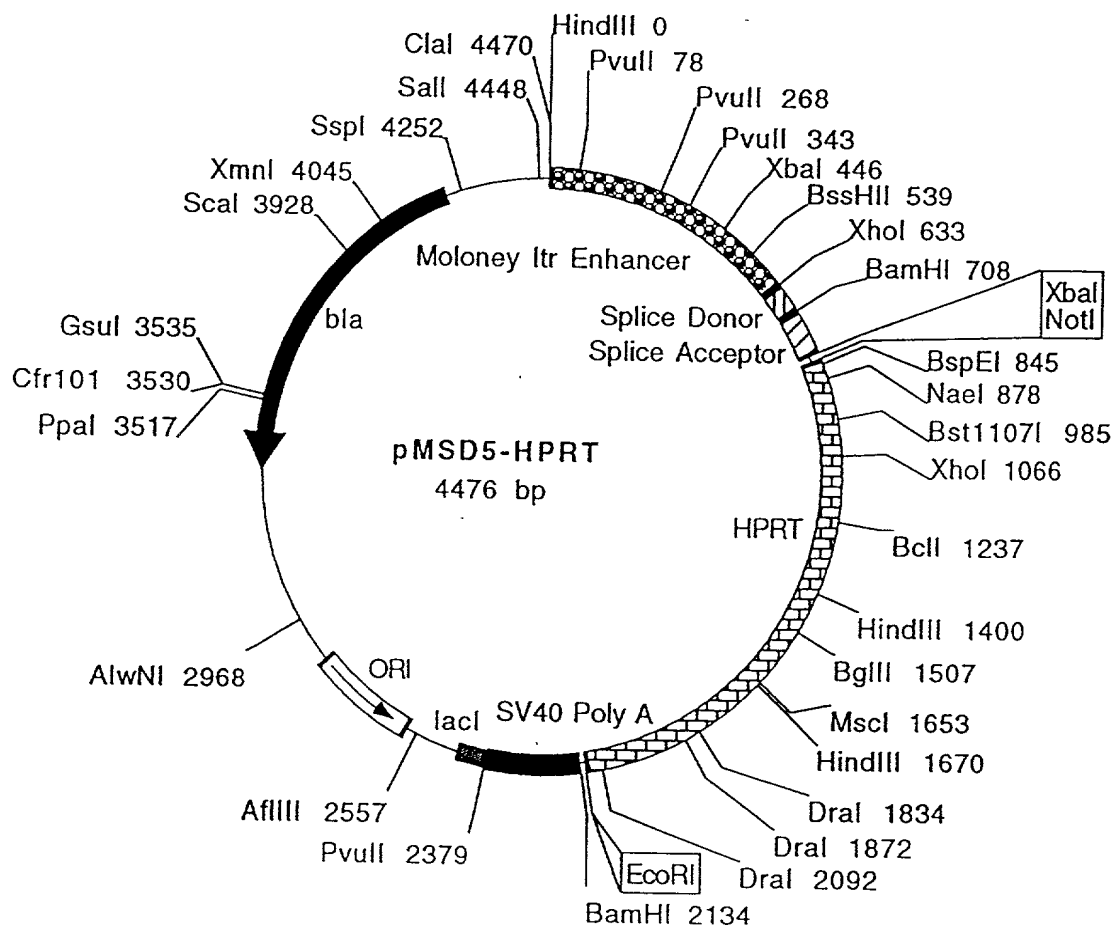 HindIII 0
ClaI 4470
PvuII 78
SalI 4448
PvuII 268
SspI 4252
PvuII 343
XmnI 4045
XbaI 446
ScaI 3928
BssHII 539
XhoI 633
Moloney ltr Enhancer
BamHI 708
XbaI
NotI
Splice Donor
bla
GsuI 3535
Splice Acceptor
BspEI 845
Cfr101 3530
NaeI 878
PpaI 3517
Bst1107I 985
pMSD5-HPRT
XhoI 1066
4476 bp
HPRT
BclI 1237
HindIII 1400
AlwNI 2968
ORI
BglII 1507
lacI
SV40 Poly A
MscI 1653
HindIII 1670
AflIII 2557
DraI 1834
PvuII 2379
DraI 1872
EcoRI
DraI 2092
BamHI 2134